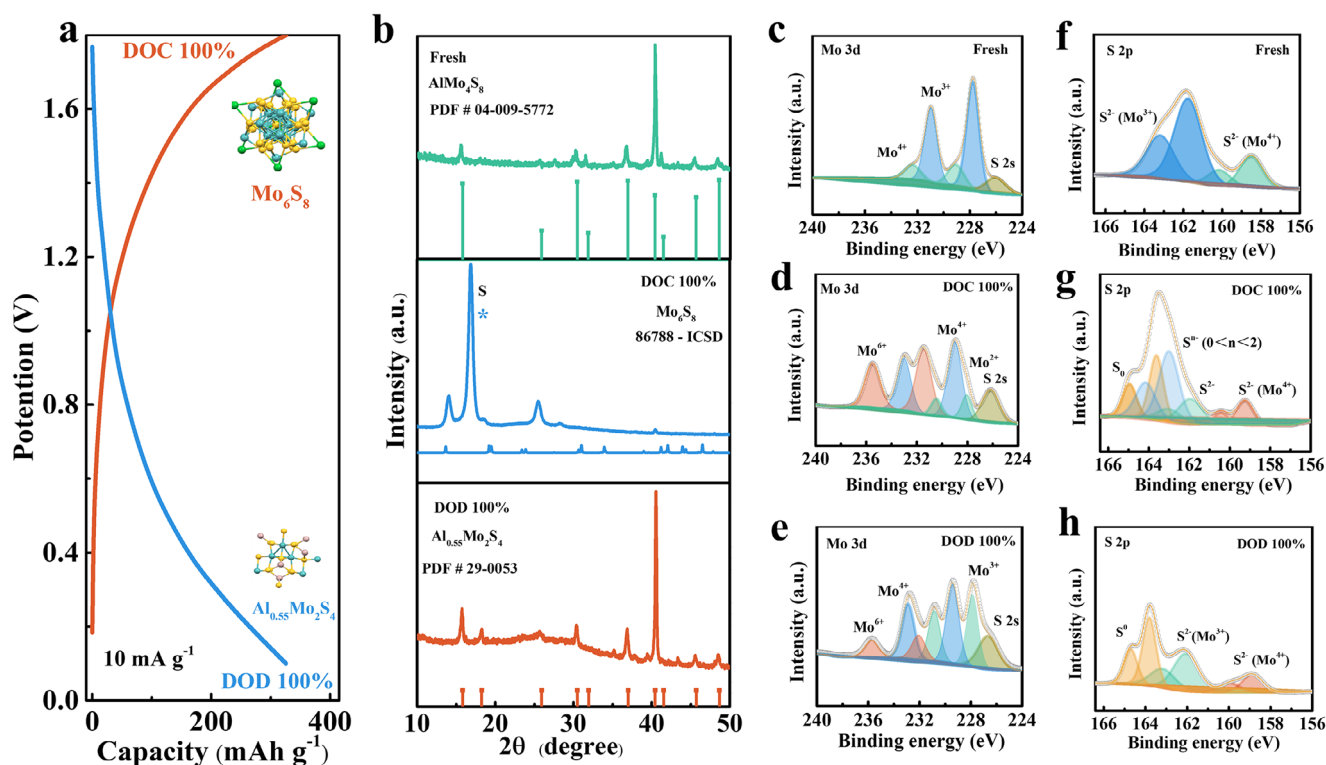 a
DOC 100%
Mo₆S₈
Al₀.₅₅Mo₂S₄
10 mA g⁻¹
DOD 100%
Potention (V)
1.6
1.2
0.8
0.4
0.0
0
200
400
Capacity (mAh g⁻¹)
b
Fresh
AlMo₄S₈
PDF # 04-009-5772
DOC 100%
S
*
Mo₆S₈
86788 - ICSD
DOD 100%
Al₀.₅₅Mo₂S₄
PDF # 29-0053
Intensity (a.u.)
10
20
30
40
50
2θ (degree)
c
Mo 3d
Fresh
Mo³⁺
Mo⁴⁺
S 2s
Intensity (a.u.)
240 236 232 228 224
Binding energy (eV)
d
Mo 3d
DOC 100%
Mo⁶⁺
Mo⁴⁺
Mo²⁺
S 2s
Intensity (a.u.)
240 236 232 228 224
Binding energy (eV)
e
Mo 3d
DOD 100%
Mo⁶⁺
Mo⁴⁺
Mo³⁺
S 2s
Intensity (a.u.)
240 236 232 228 224
Binding energy (eV)
f
S 2p
Fresh
S²⁻ (Mo³⁺)
S²⁻ (Mo⁴⁺)
Intensity (a.u.)
166 164 162 160 158 156
Binding energy (eV)
g
S 2p
DOC 100%
S₀
Sⁿ⁻ (0<n<2)
S²⁻
S²⁻ (Mo⁴⁺)
Intensity (a.u.)
166 164 162 160 158 156
Binding energy (eV)
h
S 2p
DOD 100%
S⁰
S²⁻(Mo³⁺)
S²⁻ (Mo⁴⁺)
Intensity (a.u.)
166 164 162 160 158 156
Binding energy (eV)